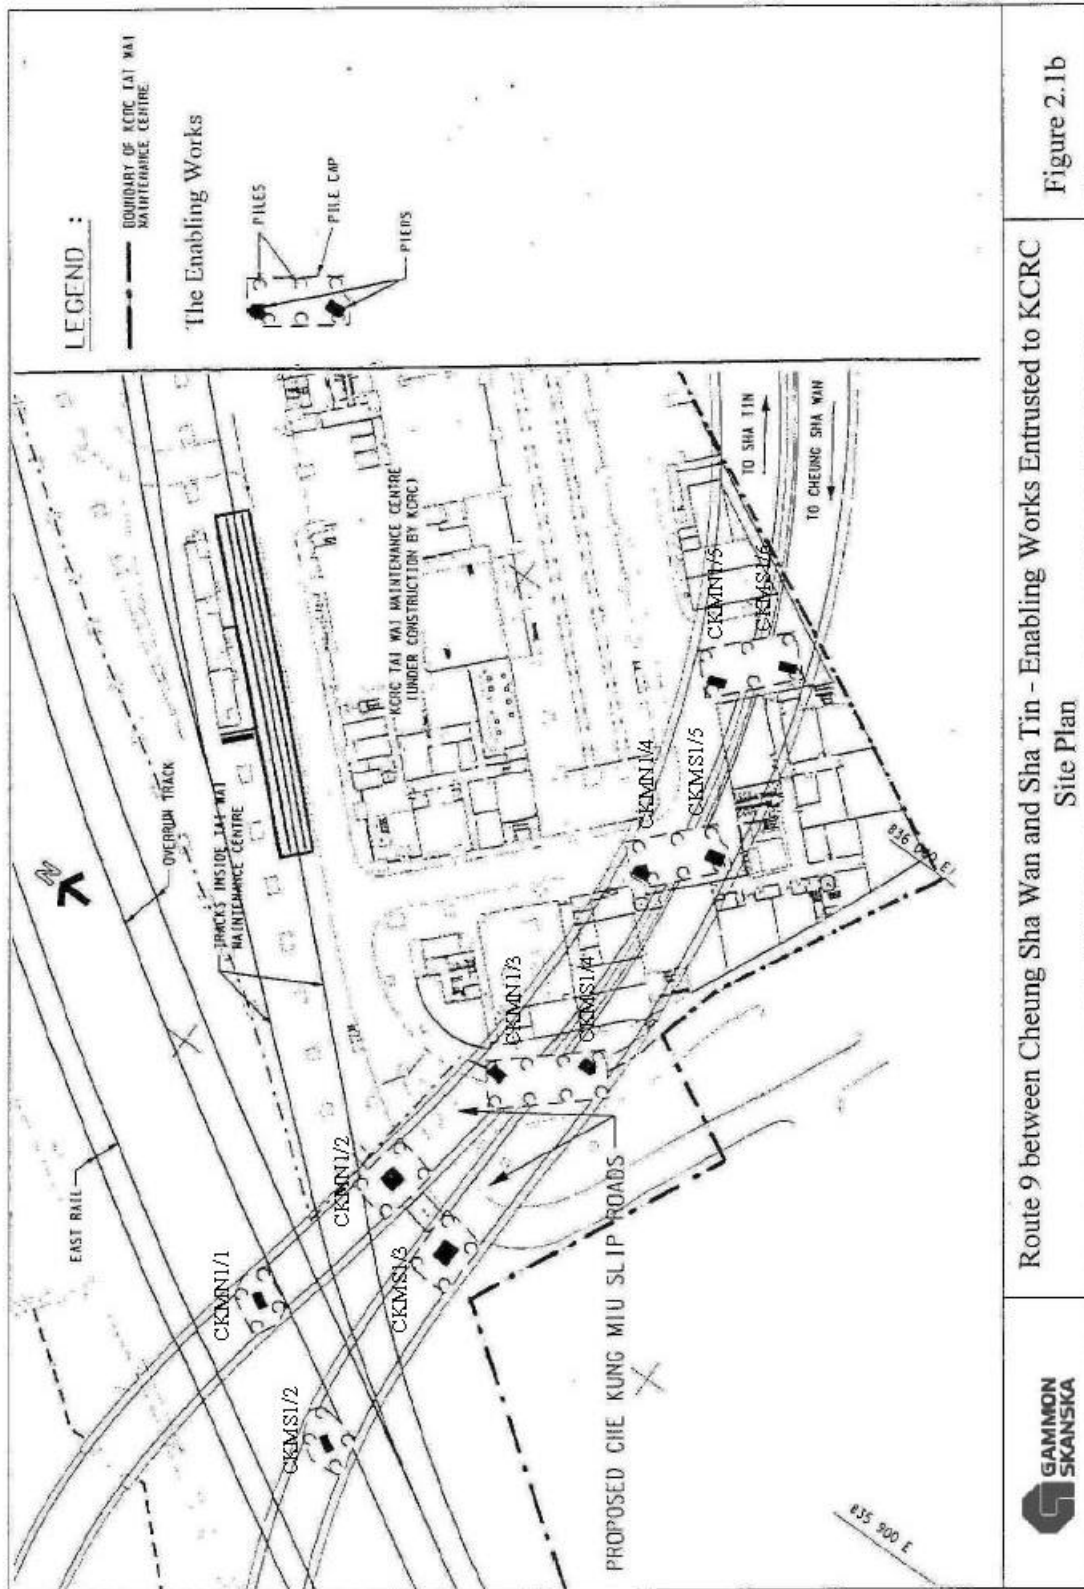 LEGEND :
BOUNDARY OF KCRC TAI WAI
MAINTENANCE CENTRE
The Enabling Works
PILES
PILE CAP
PIERS
N
EAST RAIL
OVERRUN TRACK
TRACKS INSIDE TAI WAI
MAINTENANCE CENTRE
KCRC TAI WAI MAINTENANCE CENTRE
(UNDER CONSTRUCTION BY KCRC)
TO SHA TIN
TO CHEUNG SHA WAN
CKMN1/1
CKMN1/2
CKMN1/3
CKMN1/4
CKMN1/5
CKMS1/2
CKMS1/3
CKMS1/4
CKMS1/5
CKMS1/6
PROPOSED CHE KUNG MIU SLIP ROADS
835 900 E
GAMMON
SKANSKA
Route 9 between Cheung Sha Wan and Sha Tin - Enabling Works Entrusted to KCRC
Site Plan
Figure 2.1b